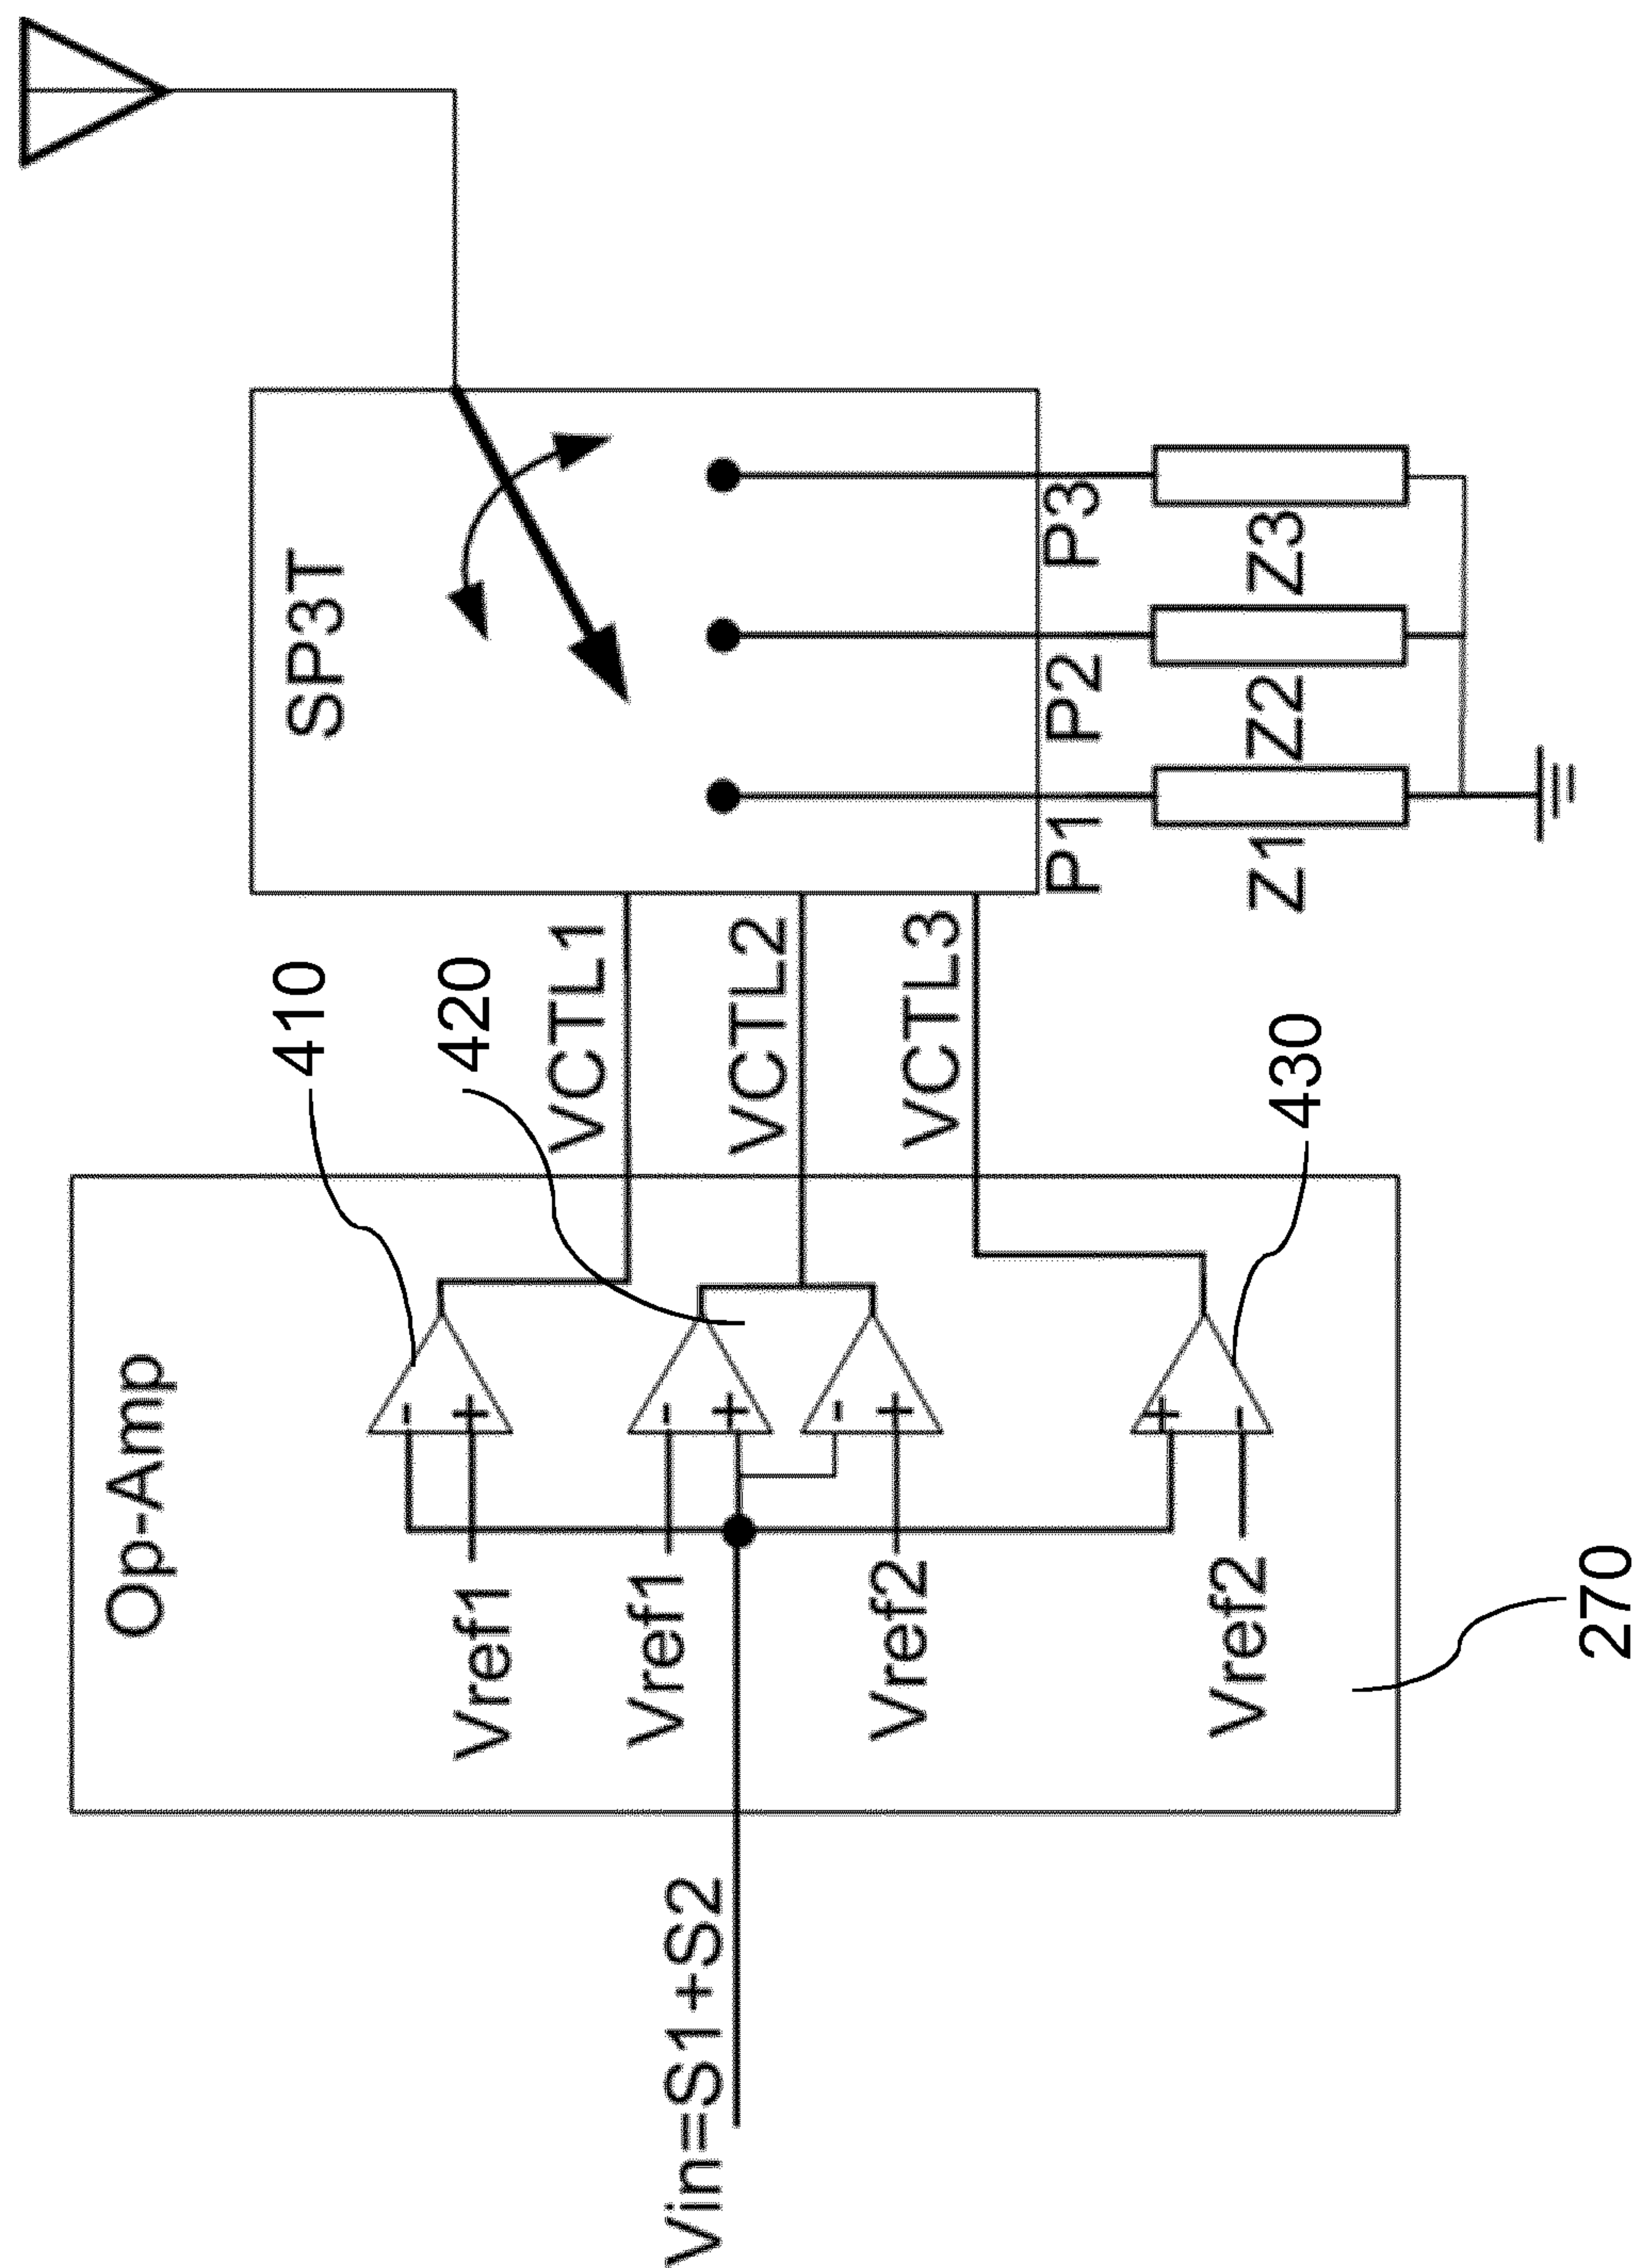 Op-Amp
410
420
VCTL1
VCTL2
VCTL3
430
SP3T
-
+
Vref1
-
+
Vref1
-
+
Vref2
+
-
Vref2
Vin=S1+S2
270
P1
P2
P3
Z1
Z2
Z3